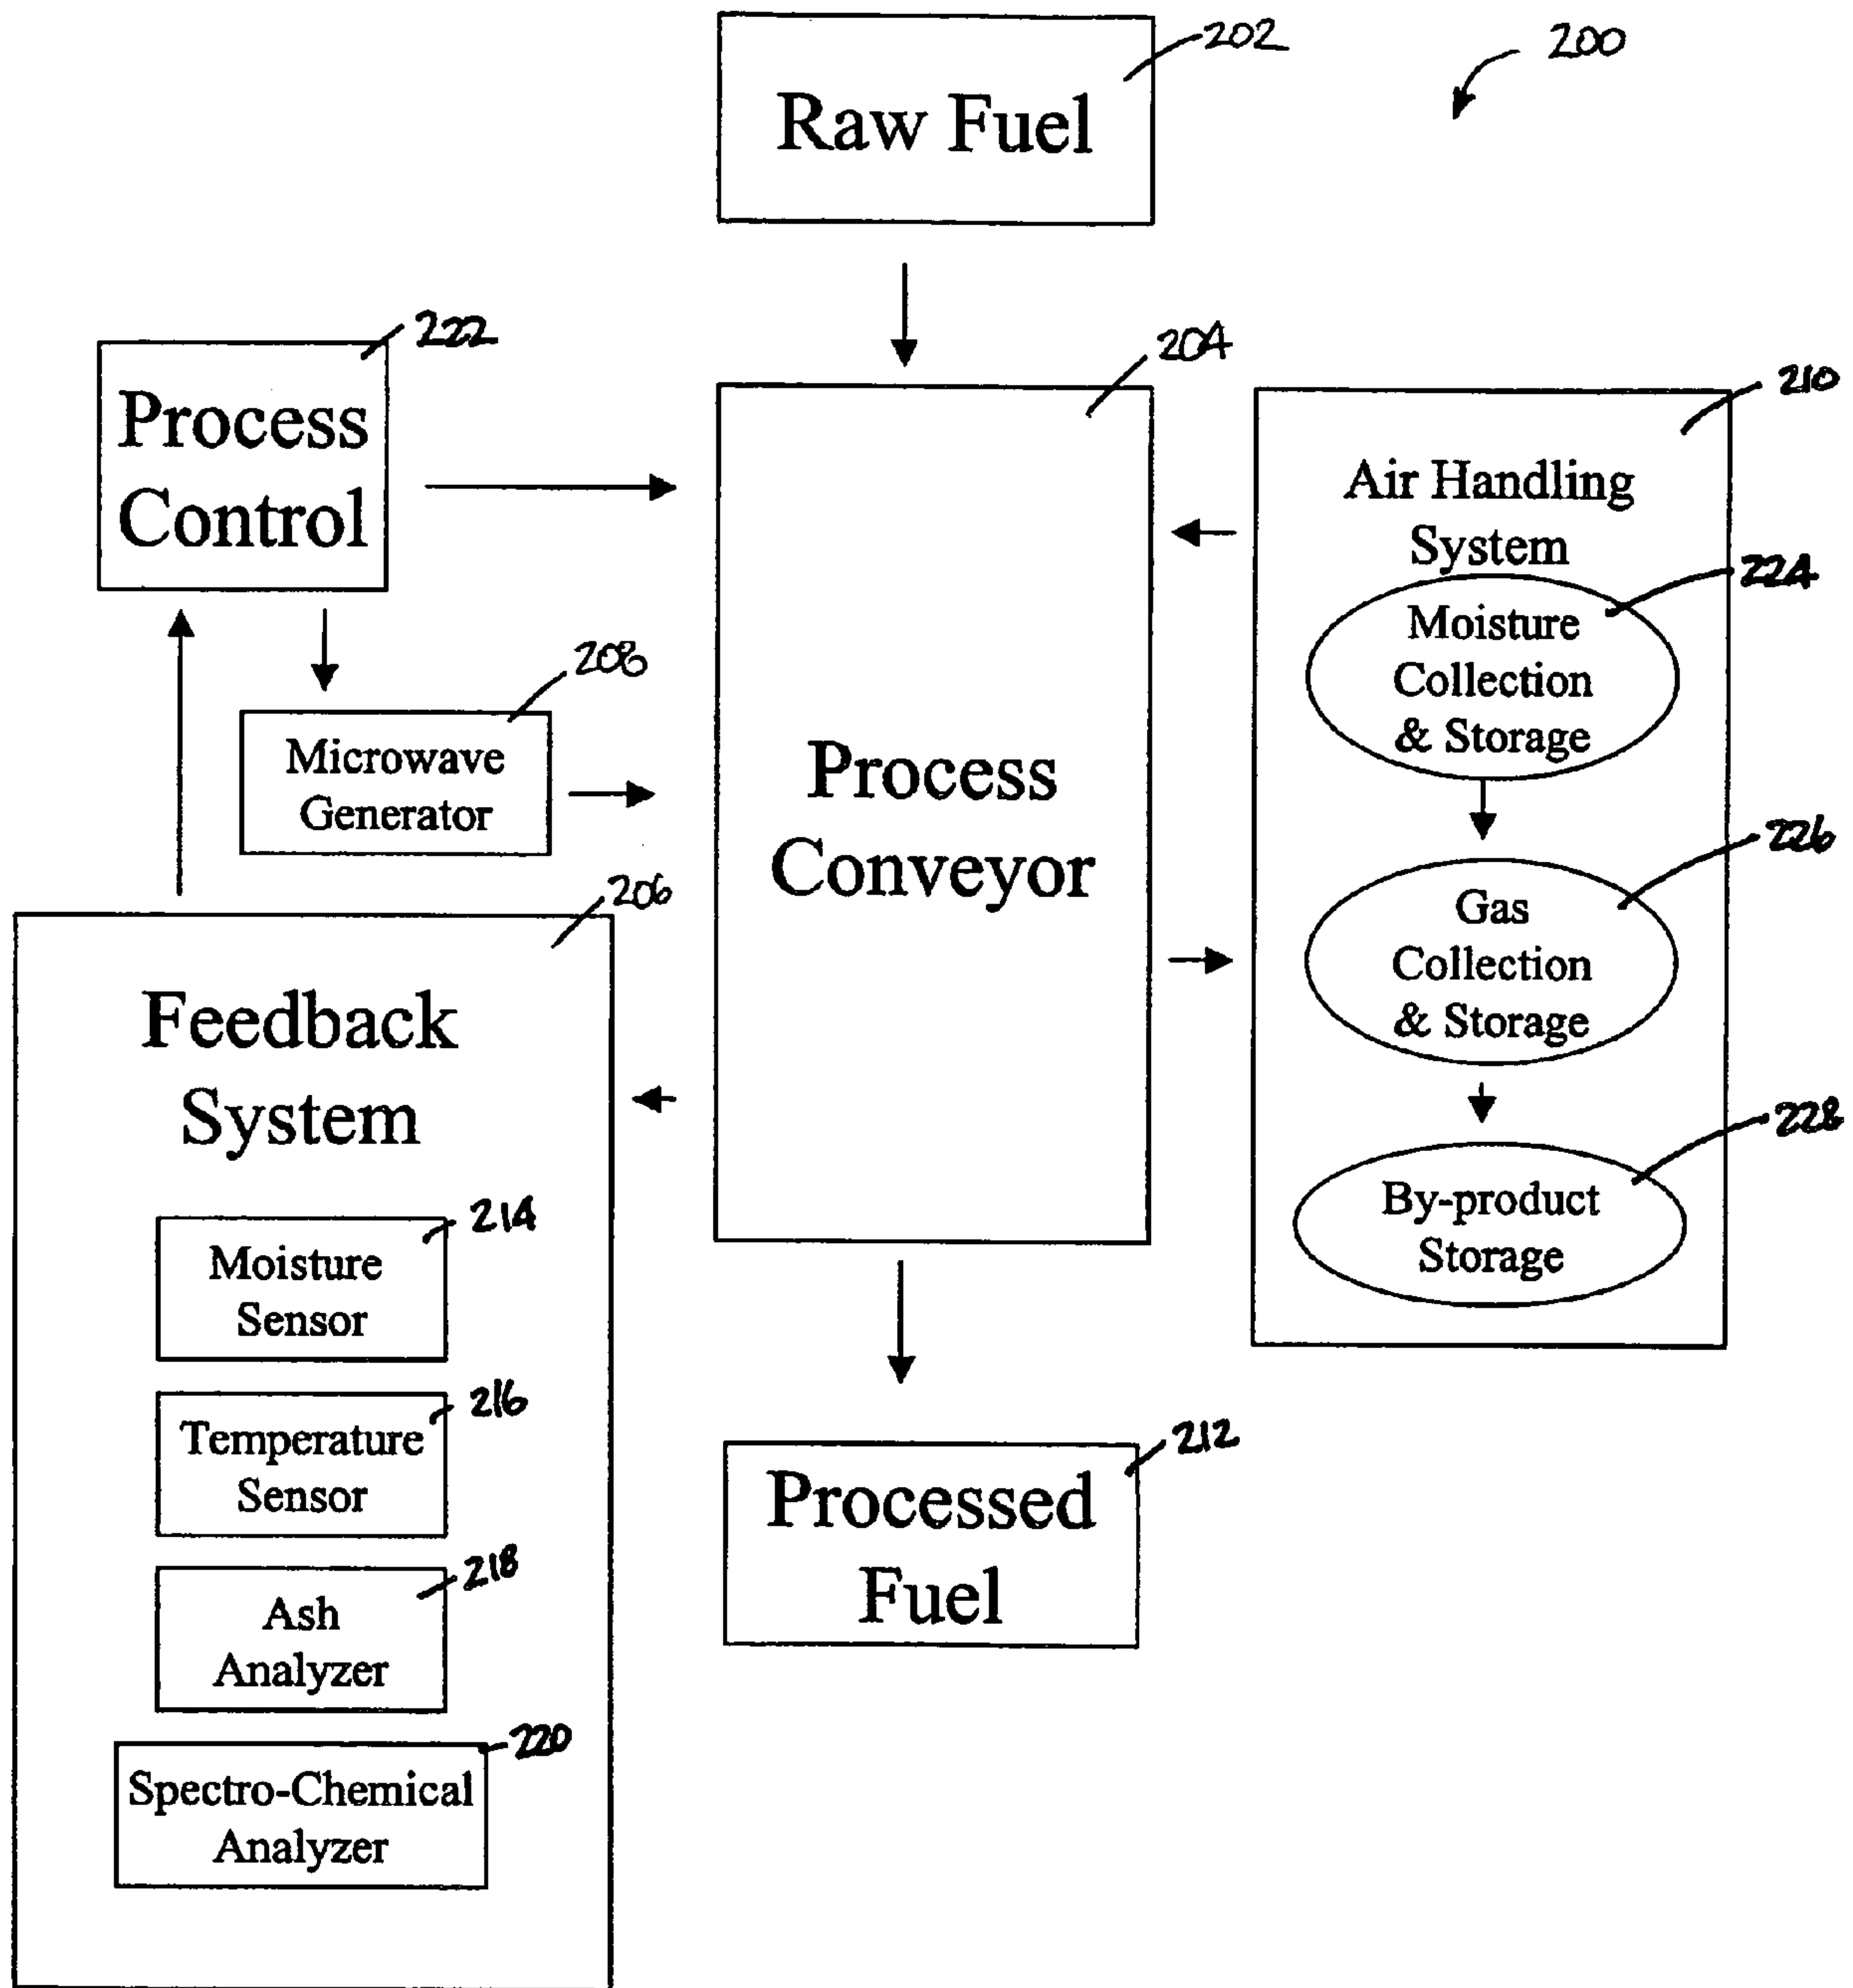 202
200
Raw Fuel
222
Process
Control
204
210
Air Handling
System
224
Moisture
Collection
& Storage
208
Microwave
Generator
Process
Conveyor
226
Gas
Collection
& Storage
206
Feedback
System
228
By-product
Storage
214
Moisture
Sensor
216
Temperature
Sensor
212
Processed
Fuel
218
Ash
Analyzer
220
Spectro-Chemical
Analyzer